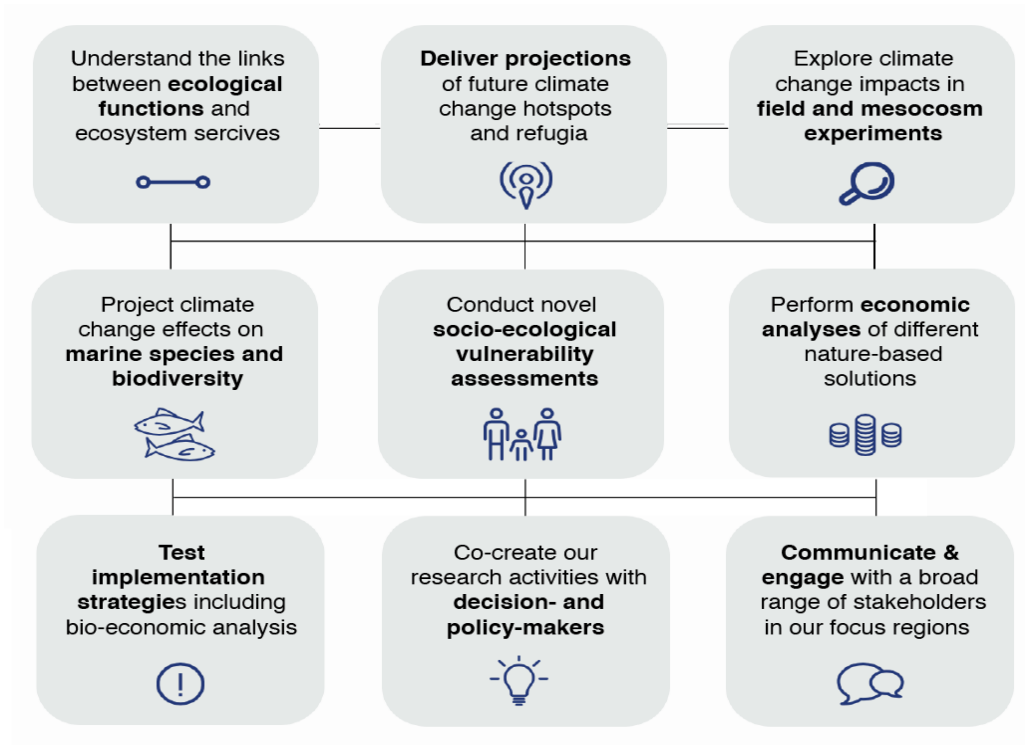 Understand the links
between ecological
functions and
ecosystem sercives
Deliver projections
of future climate
change hotspots
and refugia
Explore climate
change impacts in
field and mesocosm
experiments
Project climate
change effects on
marine species and
biodiversity
Conduct novel
socio-ecological
vulnerability
assessments
Perform economic
analyses of different
nature-based
solutions
Test
implementation
strategies including
bio-economic analysis
Co-create our
research activities with
decision- and
policy-makers
Communicate &
engage with a broad
range of stakeholders
in our focus regions